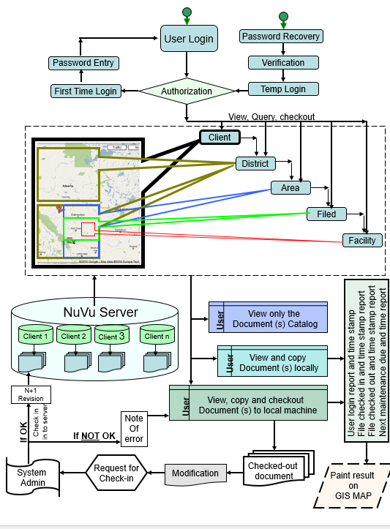 User Login
Password Recovery
Password Entry
Verification
First Time Login
Authorization
Temp Login
View, Query, checkout
Client
District
Area
Filed
Facility
NuVu Server
Client 1
Client 2
Client 3
Client n
User
View only the
Document (s) Catalog
User
View and copy
Document (s) locally
User
View, copy and checkout
Document (s) to local machine
User login report and time stamp
File checked in and time stamp report
File checked out and time stamp report
Next maintenance due and time report
N+1
Revision
If OK
Check in
in to server
If NOT OK
Note
Of
error
System
Admin
Request for
Check-in
Modification
Checked-out
document
Paint result
on
GIS MAP